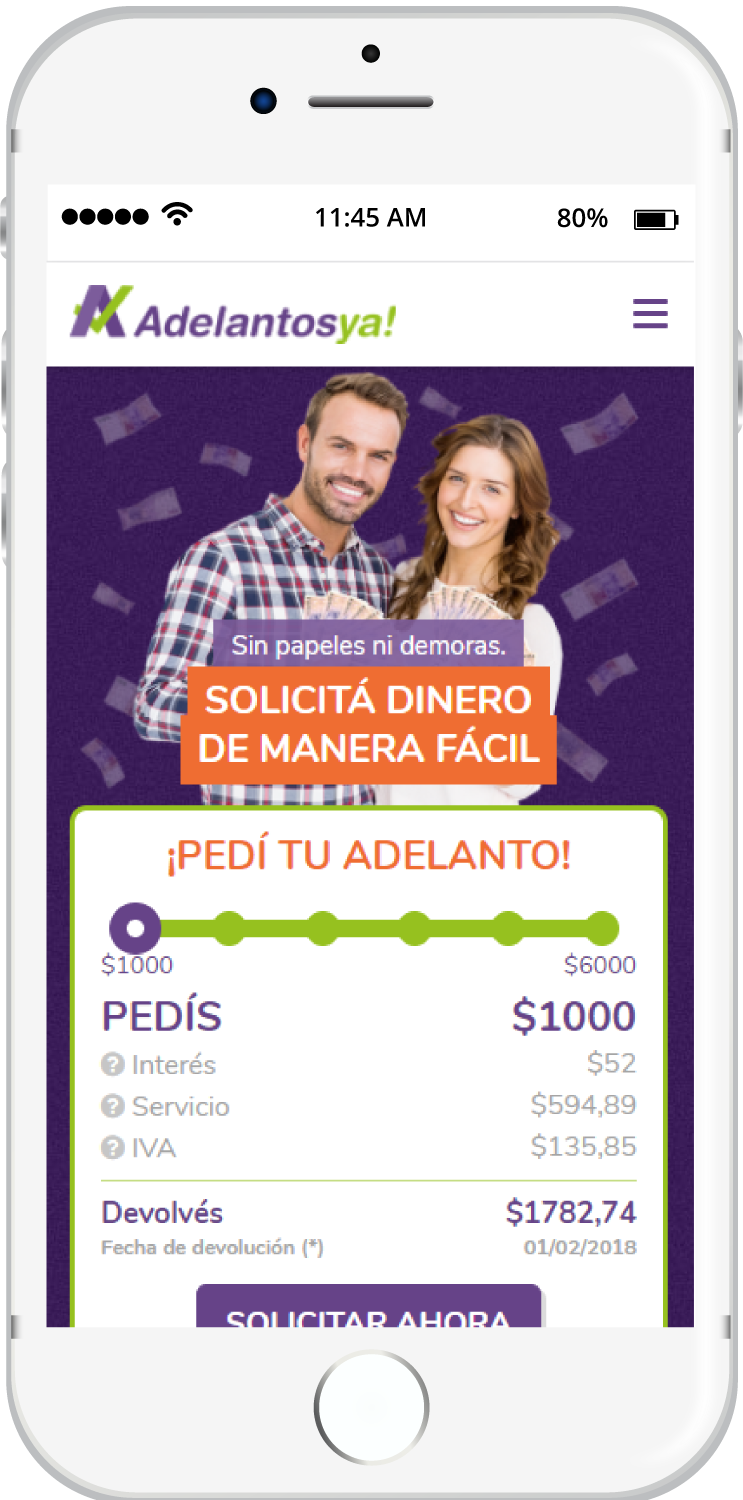 11:45 AM 80%
Adelantosya!
Sin papeles ni demoras.
SOLICITÁ DINERO
DE MANERA FÁCIL
¡PEDÍ TU ADELANTO!
$1000 $6000
PEDÍS $1000
? Interés $52
? Servicio $594,89
? IVA $135,85
Devolvés $1782,74
Fecha de devolución (*) 01/02/2018
SOLICITAR AHORA